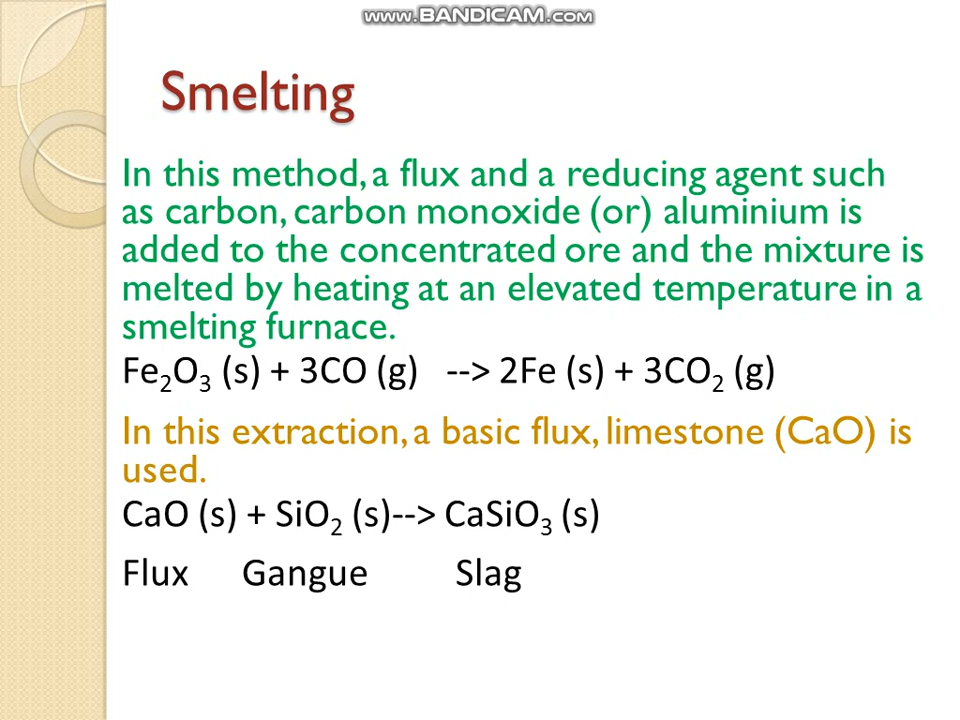 www.BANDICAM.com
Smelting
In this method, a flux and a reducing agent such
as carbon, carbon monoxide (or) aluminium is
added to the concentrated ore and the mixture is
melted by heating at an elevated temperature in a
smelting furnace.
Fe₂O₃ (s) + 3CO (g) --> 2Fe (s) + 3CO₂ (g)
In this extraction, a basic flux, limestone (CaO) is
used.
CaO (s) + SiO₂ (s)--> CaSiO₃ (s)
Flux Gangue Slag